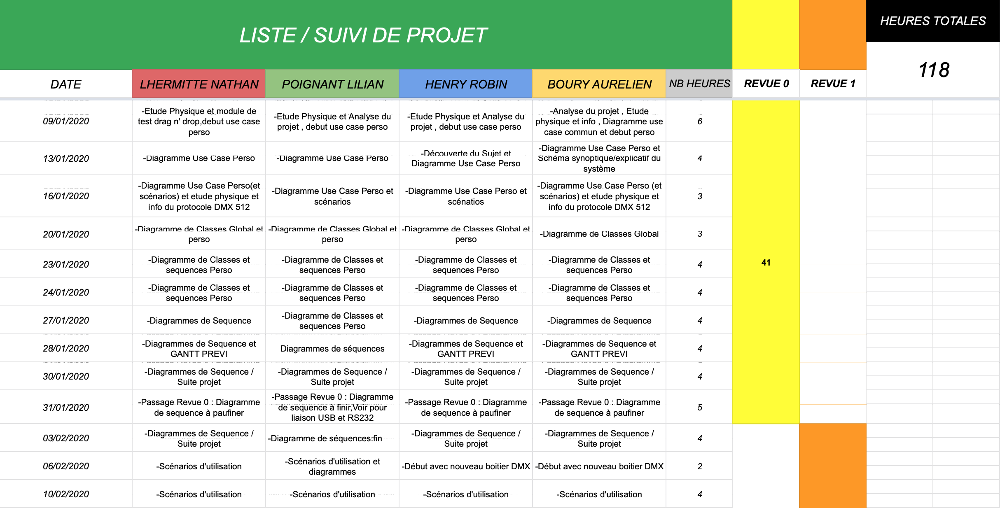 LISTE / SUIVI DE PROJET
HEURES TOTALES
118
DATE
LHERMITTE NATHAN
POIGNANT LILIAN
HENRY ROBIN
BOURY AURELIEN
NB HEURES
REVUE 0
REVUE 1
09/01/2020
-Etude Physique et module de
test drag n' drop,debut use case
perso
-Etude Physique et Analyse du
projet , debut use case perso
-Etude Physique et Analyse du
projet , debut use case perso
-Analyse du projet , Etude
physique et info , Diagramme use
case commun et debut perso
6
13/01/2020
-Diagramme Use Case Perso
-Diagramme Use Case Perso
-Découverte du Sujet et
Diagramme Use Case Perso
-Diagramme Use Case Perso et
Schéma synoptique/explicatif du
système
4
16/01/2020
-Diagramme Use Case Perso(et
scénarios) et etude physique et
info du protocole DMX 512
-Diagramme Use Case Perso et
scénarios
-Diagramme Use Case Perso et
scénatios
-Diagramme Use Case Perso (et
scénarios) et etude physique et
info du protocole DMX 512
3
20/01/2020
-Diagramme de Classes Global et
perso
-Diagramme de Classes Global et
perso
-Diagramme de Classes Global et
perso
-Diagramme de Classes Global
3
23/01/2020
-Diagramme de Classes et
sequences Perso
-Diagramme de Classes et
sequences Perso
-Diagramme de Classes et
sequences Perso
-Diagramme de Classes et
sequences Perso
4
41
24/01/2020
-Diagramme de Classes et
sequences Perso
-Diagramme de Classes et
sequences Perso
-Diagramme de Classes et
sequences Perso
-Diagramme de Classes et
sequences Perso
4
27/01/2020
-Diagrammes de Sequence
-Diagramme de Classes et
sequences Perso
-Diagrammes de Sequence
-Diagrammes de Sequence
4
28/01/2020
-Diagrammes de Sequence et
GANTT PREVI
Diagrammes de séquences
-Diagrammes de Sequence et
GANTT PREVI
-Diagrammes de Sequence et
GANTT PREVI
4
30/01/2020
-Diagrammes de Sequence /
Suite projet
-Diagrammes de Sequence /
Suite projet
-Diagrammes de Sequence /
Suite projet
-Diagrammes de Sequence /
Suite projet
4
31/01/2020
-Passage Revue 0 : Diagramme
de sequence à paufiner
-Passage Revue 0 : Diagramme
de sequence à finir,Voir pour
liaison USB et RS232
-Passage Revue 0 : Diagramme
de sequence à paufiner
-Passage Revue 0 : Diagramme
de sequence à paufiner
5
03/02/2020
-Diagrammes de Sequence /
Suite projet
-Diagramme de séquences:fin
-Diagrammes de Sequence /
Suite projet
-Diagrammes de Sequence /
Suite projet
4
06/02/2020
-Scénarios d'utilisation
-Scénarios d'utilisation et
diagrammes
-Début avec nouveau boitier DMX
-Début avec nouveau boitier DMX
2
10/02/2020
-Scénarios d'utilisation
-Scénarios d'utilisation
-Scénarios d'utilisation
-Scénarios d'utilisation
4